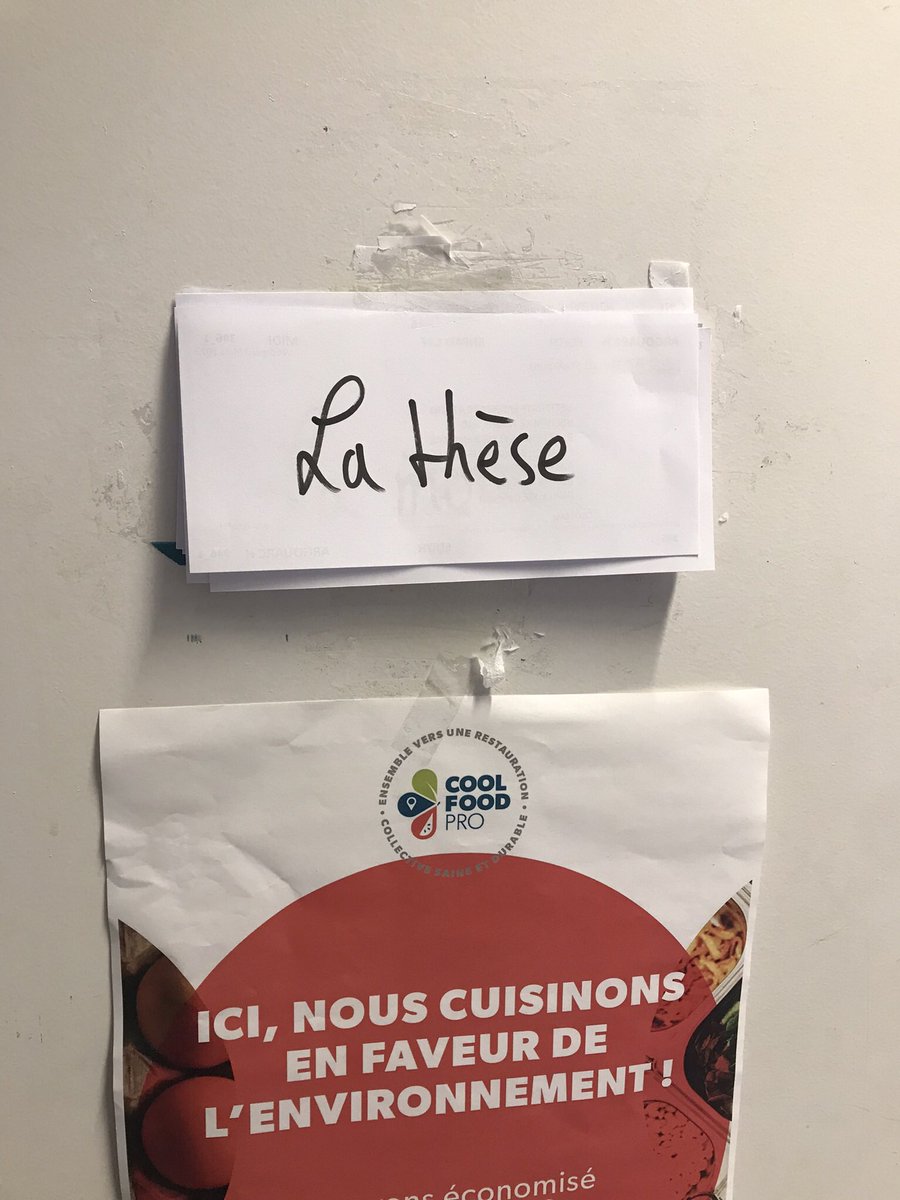 La thèse
ENSEMBLE VERS UNE RESTAURATION
COLLECTIVE SAINE ET DURABLE
COOL
FOOD
PRO
ICI, NOUS CUISINONS
EN FAVEUR DE
L'ENVIRONNEMENT !
économisé